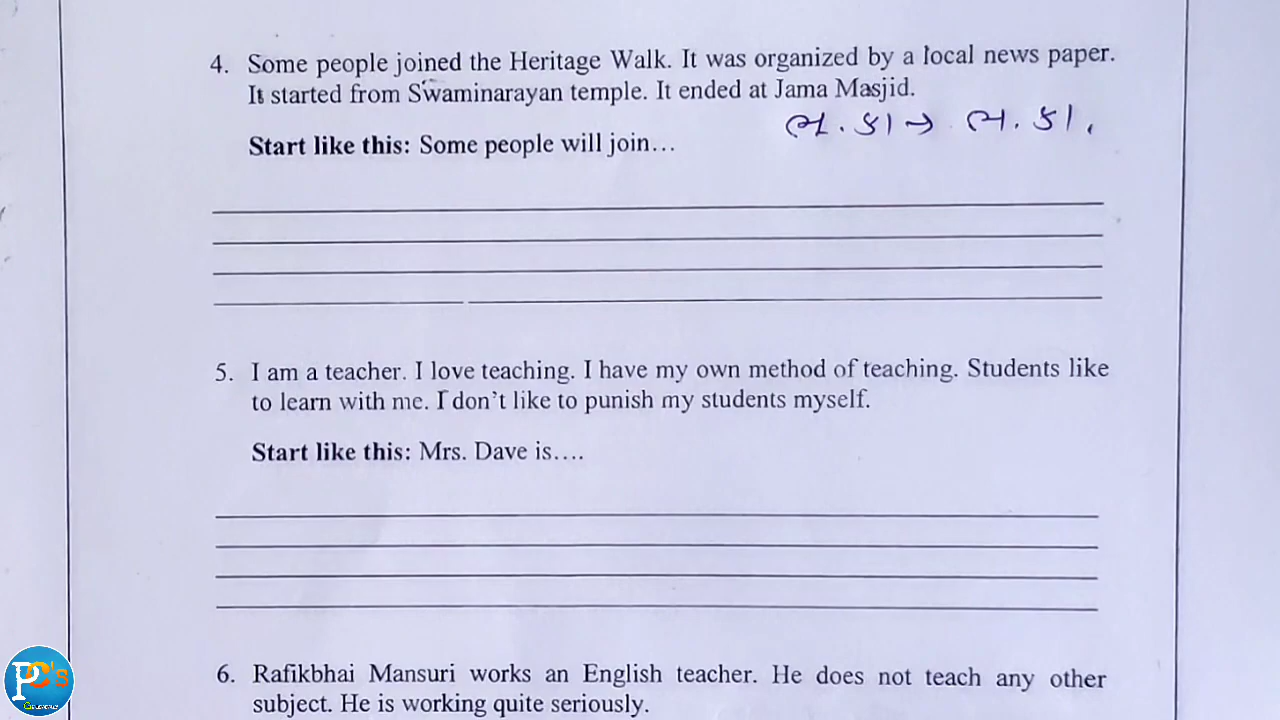 4. Some people joined the Heritage Walk. It was organized by a local news paper.
It started from Swaminarayan temple. It ended at Jama Masjid.
ભૂ. કા → ભ. કા.
Start like this: Some people will join…
5. I am a teacher. I love teaching. I have my own method of teaching. Students like
to learn with me. I don't like to punish my students myself.
Start like this: Mrs. Dave is….
6. Rafikbhai Mansuri works an English teacher. He does not teach any other
subject. He is working quite seriously.
PC's